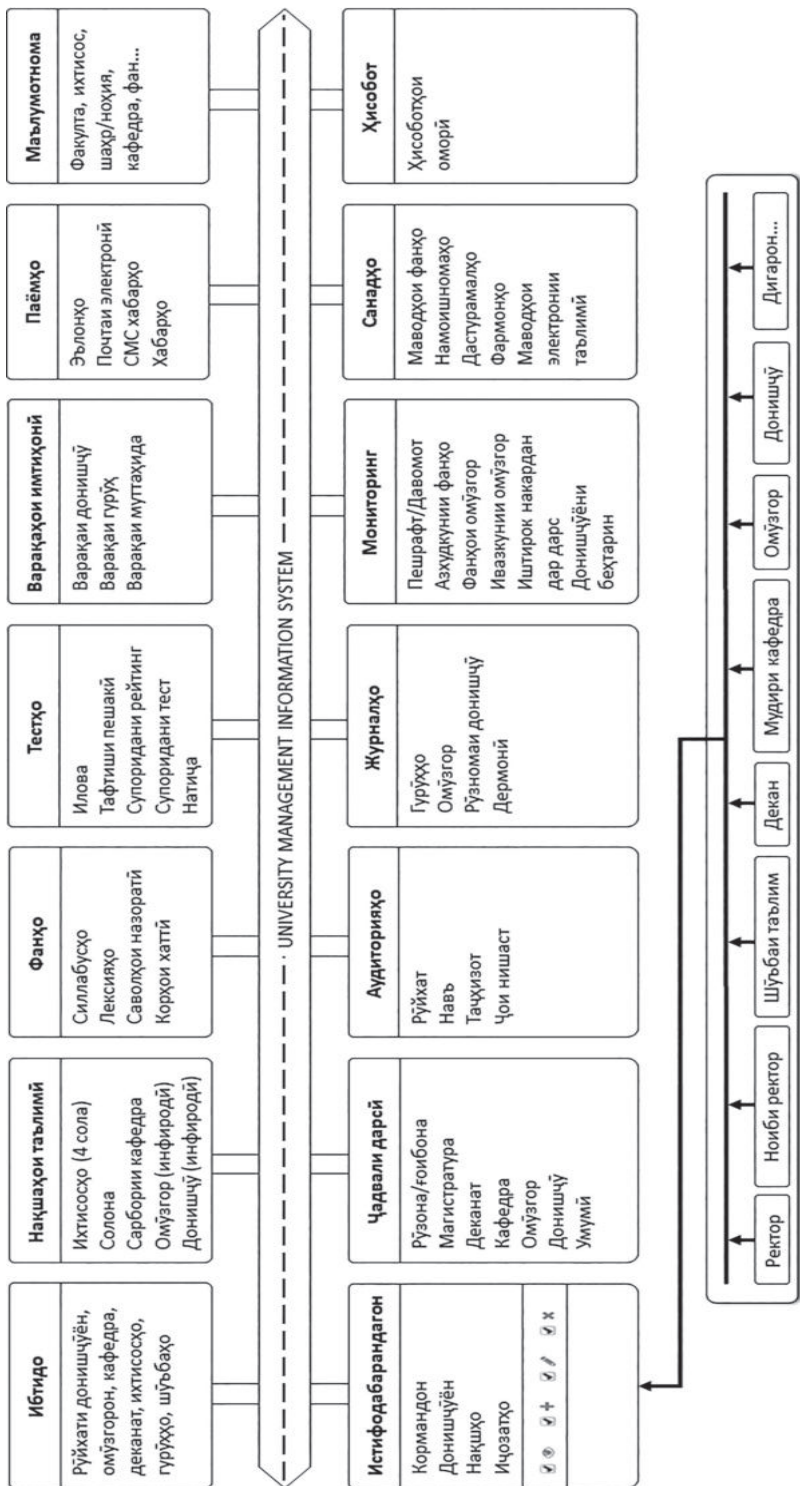 Ибтидо
Рӯйхати донишҷӯён,
омӯзгорон, кафедра,
деканат, ихтисосҳо,
гурӯҳҳо, шӯъбаҳо
Нақшаҳои таълимӣ
Ихтисосҳо (4 сола)
Солона
Сарбории кафедра
Омӯзгор (инфиродӣ)
Донишҷӯ (инфиродӣ)
Фанҳо
Силлабусҳо
Лексияҳо
Саволҳои назоратӣ
Корҳои хаттӣ
Тестҳо
Илова
Тафтиши пешакӣ
Супоридани рейтинг
Супоридани тест
Натиҷа
Варақаҳои имтиҳонӣ
Варақаи донишҷӯ
Варақаи гурӯҳ
Варақаи муттаҳида
Паёмҳо
Эълонҳо
Почтаи электронӣ
СМС хабарҳо
Хабарҳо
Маълумотнома
Факулта, ихтисос,
шаҳр/ноҳия,
кафедра, фан...
UNIVERSITY MANAGEMENT INFORMATION SYSTEM
Истифодабарандагон
Кормандон
Донишҷӯён
Нақшҳо
Иҷозатҳо
Ҷадвали дарсӣ
Рӯзона/ғоибона
Магистратура
Деканат
Кафедра
Омӯзгор
Донишҷӯ
Умумӣ
Аудиторияҳо
Рӯйхат
Навъ
Таҷҳизот
Ҷои нишаст
Журналҳо
Гурӯҳҳо
Омӯзгор
Рӯзномаи донишҷӯ
Дермонӣ
Мониторинг
Пешрафт/Давомот
Азхудкунии фанҳо
Фанҳои омӯзгор
Ивазкунии омӯзгор
Иштирок накардан
дар дарс
Донишҷӯёни
беҳтарин
Санадҳо
Маводҳои фанҳо
Намоишномаҳо
Дастурамалҳо
Фармонҳо
Маводҳои
электронии
таълимӣ
Ҳисобот
Ҳисоботҳои
оморӣ
Ректор
Ноиби ректор
Шӯъбаи таълим
Декан
Мудири кафедра
Омӯзгор
Донишҷӯ
Дигарон...